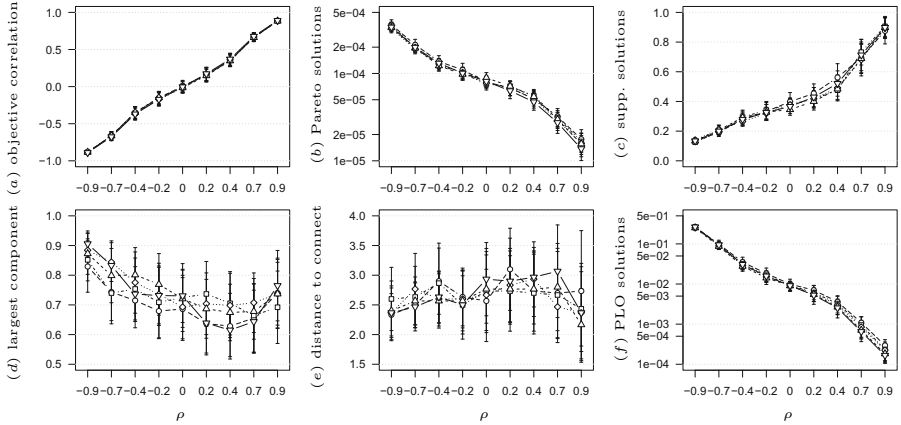 (a) objective correlation
1.0
0.5
0.0
−0.5
−1.0
−0.9 −0.7 −0.4 −0.2 0 0.2 0.4 0.7 0.9
(b) Pareto solutions
5e−04
2e−04
1e−04
5e−05
2e−05
1e−05
−0.9 −0.7 −0.4 −0.2 0 0.2 0.4 0.7 0.9
(c) supp. solutions
1.0
0.8
0.6
0.4
0.2
0.0
−0.9 −0.7 −0.4 −0.2 0 0.2 0.4 0.7 0.9
(d) largest component
1.0
0.9
0.8
0.7
0.6
0.5
−0.9 −0.7 −0.4 −0.2 0 0.2 0.4 0.7 0.9
ρ
(e) distance to connect
4.0
3.5
3.0
2.5
2.0
1.5
−0.9 −0.7 −0.4 −0.2 0 0.2 0.4 0.7 0.9
ρ
(f) PLO solutions
5e−01
1e−01
5e−02
1e−02
5e−03
1e−03
5e−04
1e−04
−0.9 −0.7 −0.4 −0.2 0 0.2 0.4 0.7 0.9
ρ